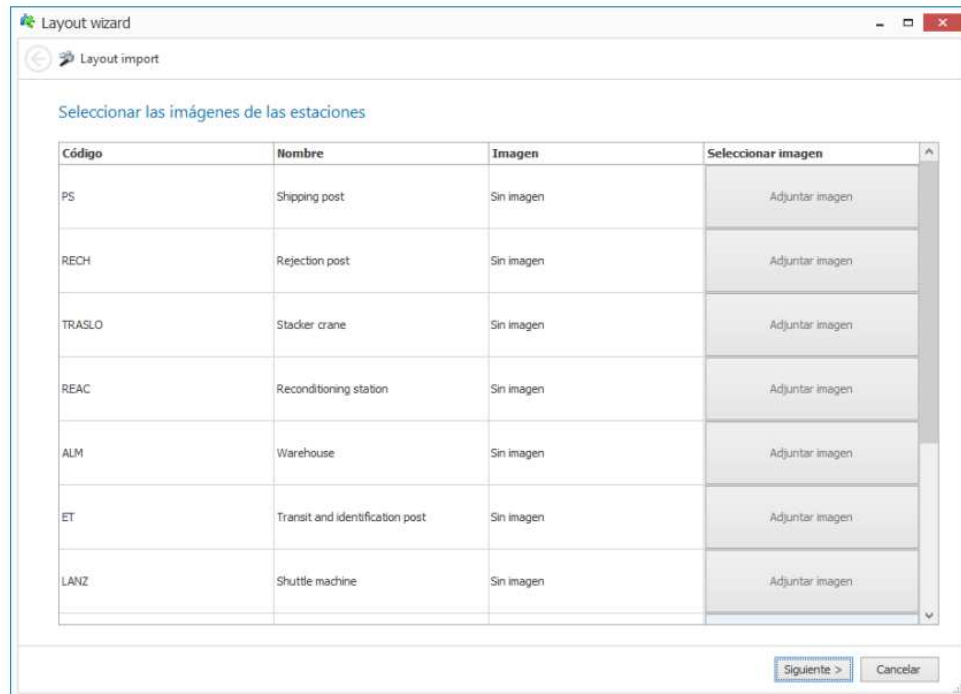 Layout wizard
Layout import
Seleccionar las imágenes de las estaciones
Código Nombre Imagen Seleccionar imagen
PS Shipping post Sin imagen Adjuntar imagen
RECH Rejection post Sin imagen Adjuntar imagen
TRASLO Stacker crane Sin imagen Adjuntar imagen
REAC Reconditioning station Sin imagen Adjuntar imagen
ALM Warehouse Sin imagen Adjuntar imagen
ET Transit and identification post Sin imagen Adjuntar imagen
LANZ Shuttle machine Sin imagen Adjuntar imagen
Siguiente > Cancelar